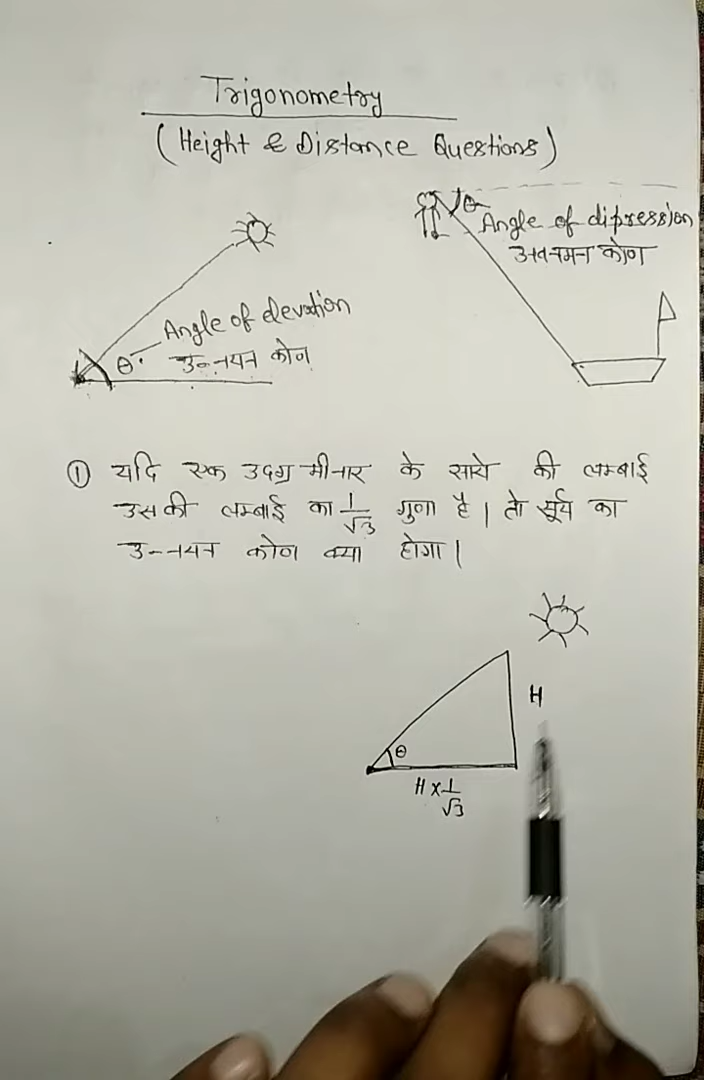 Trigonometry
(Height & Distance Questions)
θ
Angle of elevation
उन्नयन कोण
θ
Angle of dipression
अवनमन कोण
① यदि एक उदग्र मीनार के साये की लम्बाई
उसकी लम्बाई का 1/√3 गुणा है। तो सूर्य का
उन्नयन कोण क्या होगा।
H
θ
H × 1/√3